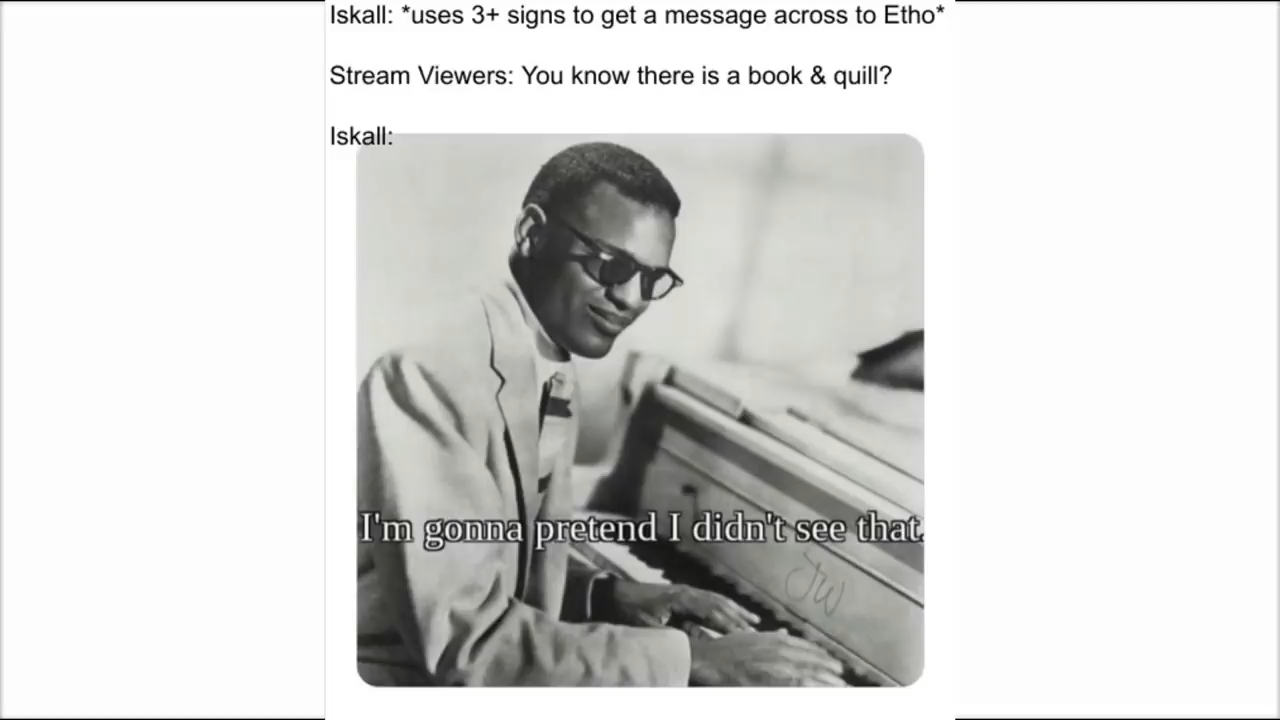 Iskall: *uses 3+ signs to get a message across to Etho*
Stream Viewers: You know there is a book & quill?
Iskall:
I'm gonna pretend I didn't see that.
JW